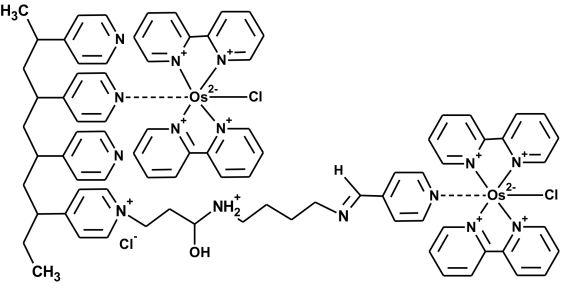 H₃C
N N⁺ N⁺
N Os²⁻ Cl
N⁺ N⁺
N
H
N⁺ N⁺
N Os²⁻ Cl
N⁺ NH₂⁺ N
Cl⁻ OH
N⁺ N⁺
CH₃